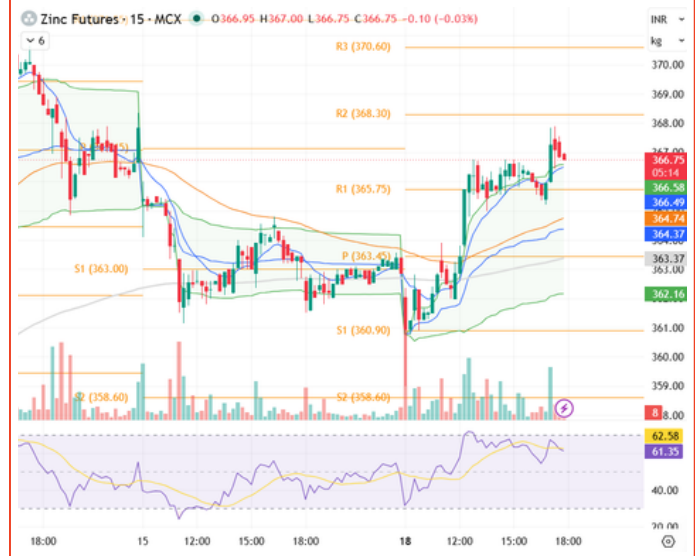 Zinc Futures · 15 · MCX O366.95 H367.00 L366.75 C366.75 -0.10 (-0.03%) INR
6 kg
R3 (370.60)
370.00
369.00
R2 (368.30)
368.00
367.00
366.75
05:14
R1 (365.75)
366.58
366.49
364.74
364.37
P (363.45)
363.37
S1 (363.00)
363.00
362.16
S1 (360.90)
361.00
360.00
359.00
S2 (358.60)
S2 (358.60)
8
62.58
61.35
40.00
20.00
18:00 15 12:00 15:00 18:00 18 12:00 15:00 18:00